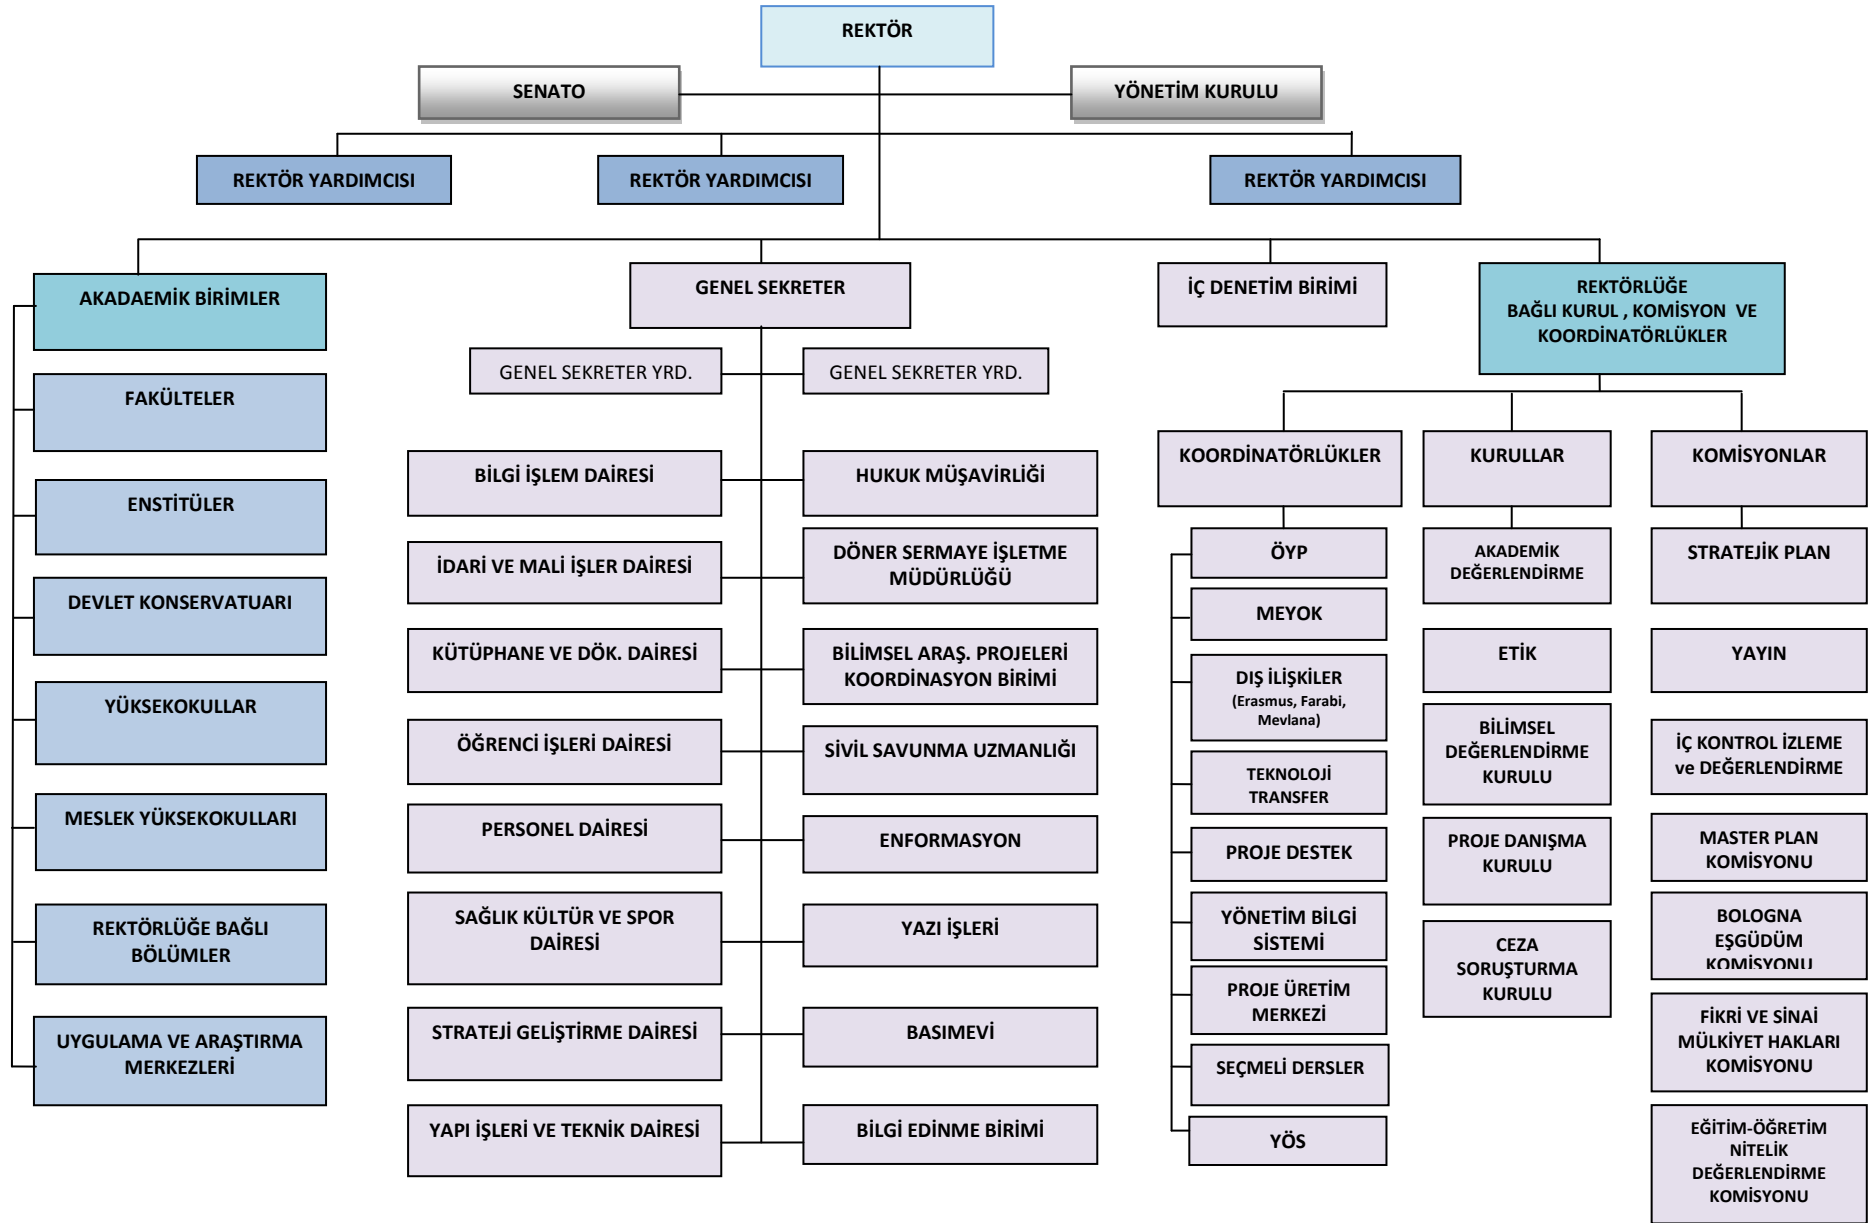 REKTÖR
SENATO
YÖNETİM KURULU
REKTÖR YARDIMCISI
REKTÖR YARDIMCISI
REKTÖR YARDIMCISI
AKADAEMİK BİRİMLER
FAKÜLTELER
ENSTİTÜLER
DEVLET KONSERVATUARI
YÜKSEKOKULLAR
MESLEK YÜKSEKOKULLARI
REKTÖRLÜĞE BAĞLI
BÖLÜMLER
UYGULAMA VE ARAŞTIRMA
MERKEZLERİ
GENEL SEKRETER
GENEL SEKRETER YRD.
GENEL SEKRETER YRD.
BİLGİ İŞLEM DAİRESİ
HUKUK MÜŞAVİRLİĞİ
İDARİ VE MALİ İŞLER DAİRESİ
DÖNER SERMAYE İŞLETME
MÜDÜRLÜĞÜ
KÜTÜPHANE VE DÖK. DAİRESİ
BİLİMSEL ARAŞ. PROJELERİ
KOORDİNASYON BİRİMİ
ÖĞRENCİ İŞLERİ DAİRESİ
SİVİL SAVUNMA UZMANLIĞI
PERSONEL DAİRESİ
ENFORMASYON
SAĞLIK KÜLTÜR VE SPOR
DAİRESİ
YAZI İŞLERİ
STRATEJİ GELİŞTİRME DAİRESİ
BASIMEVİ
YAPI İŞLERİ VE TEKNİK DAİRESİ
BİLGİ EDİNME BİRİMİ
İÇ DENETİM BİRİMİ
REKTÖRLÜĞE
BAĞLI KURUL , KOMİSYON VE
KOORDİNATÖRLÜKLER
KOORDİNATÖRLÜKLER
ÖYP
MEYOK
DIŞ İLİŞKİLER
(Erasmus, Farabi,
Mevlana)
TEKNOLOJİ
TRANSFER
PROJE DESTEK
YÖNETİM BİLGİ
SİSTEMİ
PROJE ÜRETİM
MERKEZİ
SEÇMELİ DERSLER
YÖS
KURULLAR
AKADEMİK
DEĞERLENDİRME
ETİK
BİLİMSEL
DEĞERLENDİRME
KURULU
PROJE DANIŞMA
KURULU
CEZA
SORUŞTURMA
KURULU
KOMİSYONLAR
STRATEJİK PLAN
YAYIN
İÇ KONTROL İZLEME
ve DEĞERLENDİRME
MASTER PLAN
KOMİSYONU
BOLOGNA
EŞGÜDÜM
KOMİSYONU
FİKRİ VE SİNAİ
MÜLKİYET HAKLARI
KOMİSYONU
EĞİTİM-ÖĞRETİM
NİTELİK
DEĞERLENDİRME
KOMİSYONU